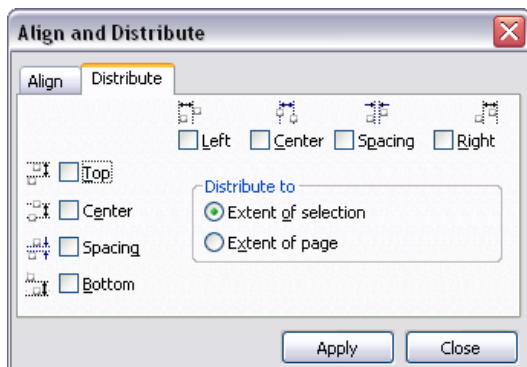 Align and Distribute
Align Distribute
Left Center Spacing Right
Top
Distribute to
Center Extent of selection
Spacing Extent of page
Bottom
Apply Close